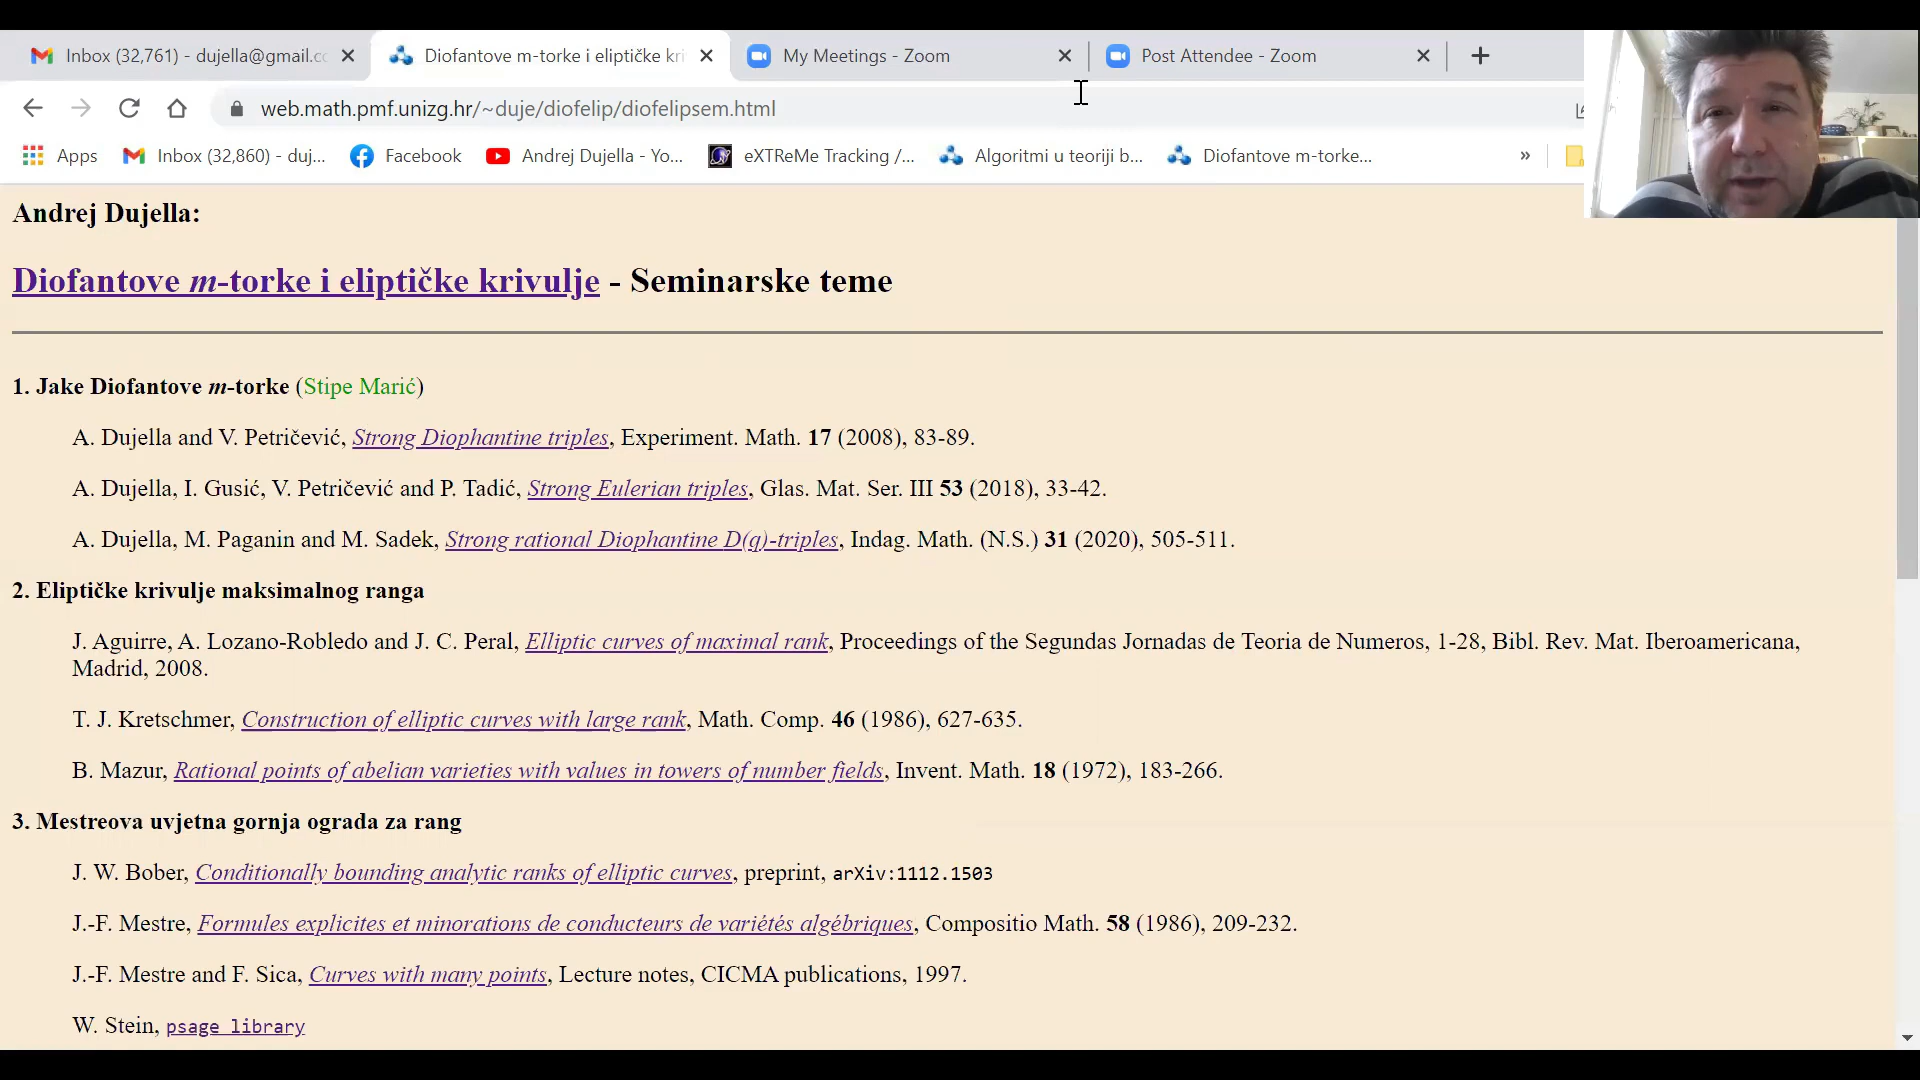 Inbox (32,761) - dujella@gmail.c
Diofantove m-torke i eliptičke kri
My Meetings - Zoom
Post Attendee - Zoom
web.math.pmf.unizg.hr/~duje/diofelip/diofelipsem.html
Apps
Inbox (32,860) - duj...
Facebook
Andrej Dujella - Yo...
eXTReMe Tracking /...
Algoritmi u teoriji b...
Diofantove m-torke...
»
Andrej Dujella:
Diofantove m-torke i eliptičke krivulje - Seminarske teme
1. Jake Diofantove m-torke (Stipe Marić)
A. Dujella and V. Petričević, Strong Diophantine triples, Experiment. Math. 17 (2008), 83-89.
A. Dujella, I. Gusić, V. Petričević and P. Tadić, Strong Eulerian triples, Glas. Mat. Ser. III 53 (2018), 33-42.
A. Dujella, M. Paganin and M. Sadek, Strong rational Diophantine D(q)-triples, Indag. Math. (N.S.) 31 (2020), 505-511.
2. Eliptičke krivulje maksimalnog ranga
J. Aguirre, A. Lozano-Robledo and J. C. Peral, Elliptic curves of maximal rank, Proceedings of the Segundas Jornadas de Teoria de Numeros, 1-28, Bibl. Rev. Mat. Iberoamericana,
Madrid, 2008.
T. J. Kretschmer, Construction of elliptic curves with large rank, Math. Comp. 46 (1986), 627-635.
B. Mazur, Rational points of abelian varieties with values in towers of number fields, Invent. Math. 18 (1972), 183-266.
3. Mestreova uvjetna gornja ograda za rang
J. W. Bober, Conditionally bounding analytic ranks of elliptic curves, preprint, arXiv:1112.1503
J.-F. Mestre, Formules explicites et minorations de conducteurs de variétés algébriques, Compositio Math. 58 (1986), 209-232.
J.-F. Mestre and F. Sica, Curves with many points, Lecture notes, CICMA publications, 1997.
W. Stein, psage library